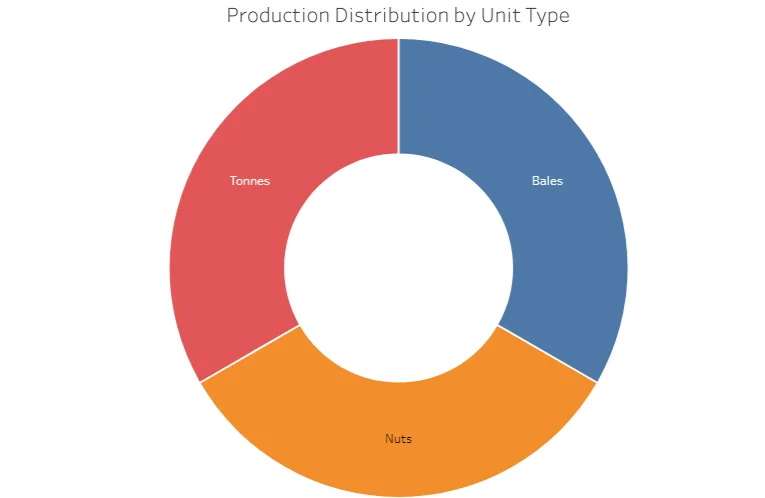 Production Distribution by Unit Type
Tonnes
Bales
Nuts